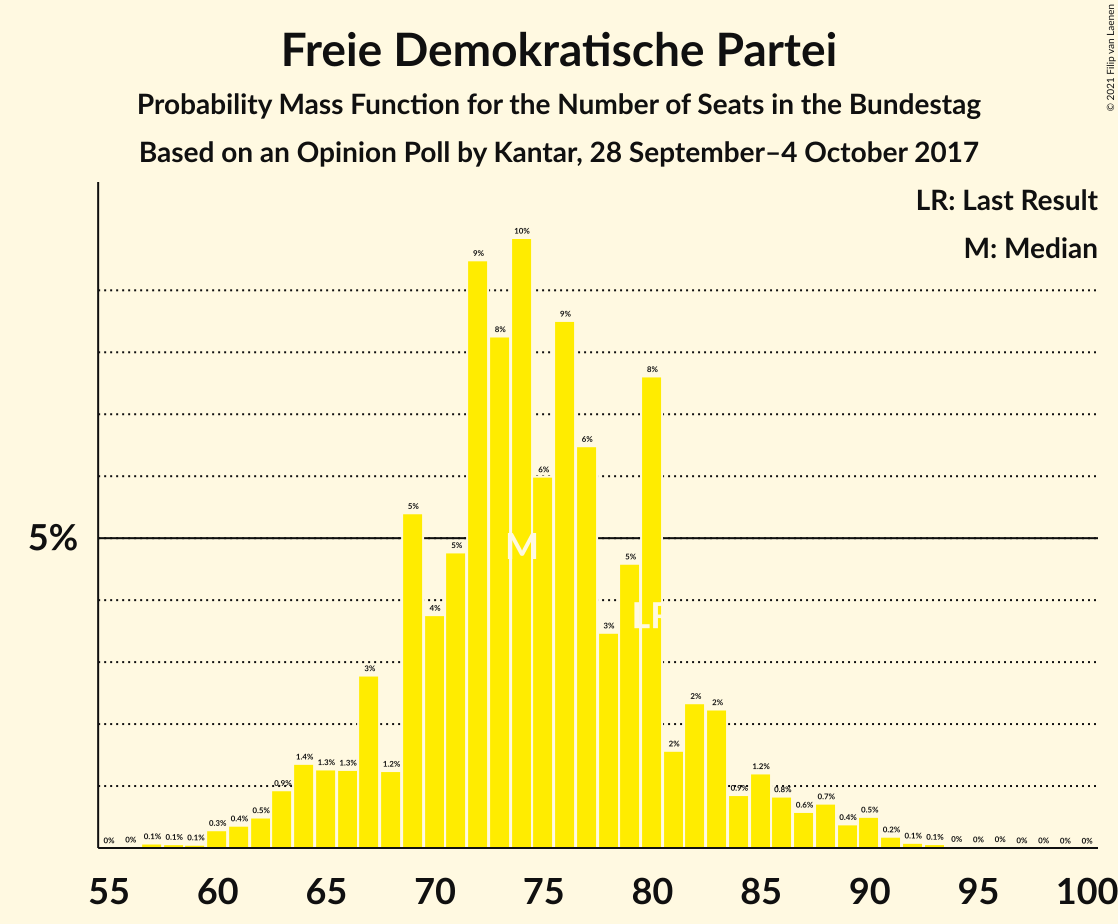 Freie Demokratische Partei
Probability Mass Function for the Number of Seats in the Bundestag
Based on an Opinion Poll by Kantar, 28 September–4 October 2017
© 2021 Filip van Laenen
LR: Last Result
M: Median
5%
0% 0% 0.1% 0.1% 0.1% 0.3% 0.4% 0.5% 0.9% 1.4% 1.3% 1.3% 3% 1.2% 5% 4% 5% 9% 8% 10% 6% 9% 6% 3% 5% 8% 2% 2% 2% 0.9% 1.2% 0.8% 0.6% 0.7% 0.4% 0.5% 0.2% 0.1% 0.1% 0% 0% 0% 0% 0% 0% 0%
M
LR
55 60 65 70 75 80 85 90 95 100